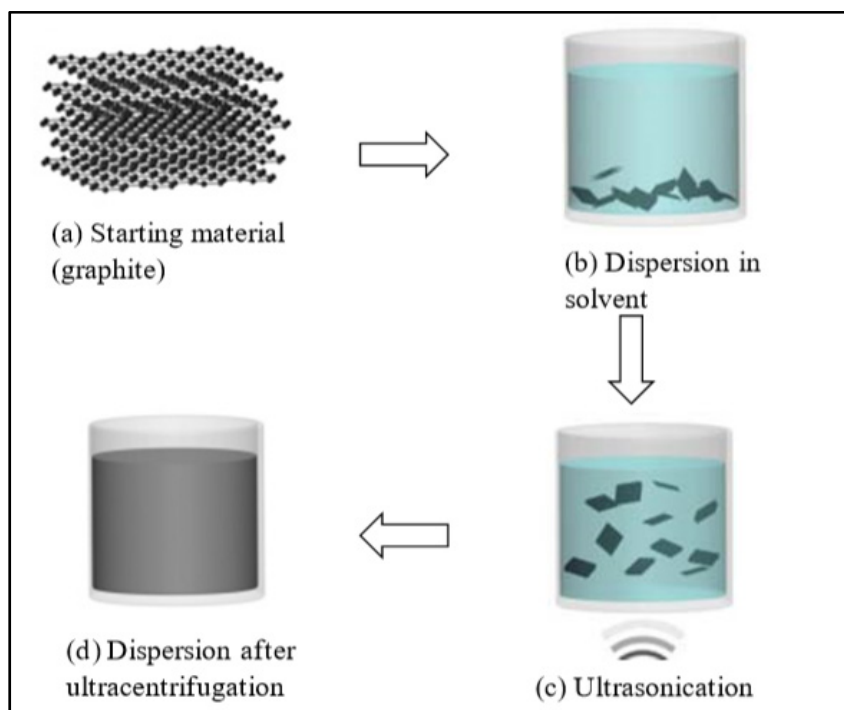 (a) Starting material
(graphite)
(b) Dispersion in
solvent
(c) Ultrasonication
(d) Dispersion after
ultracentrifugation